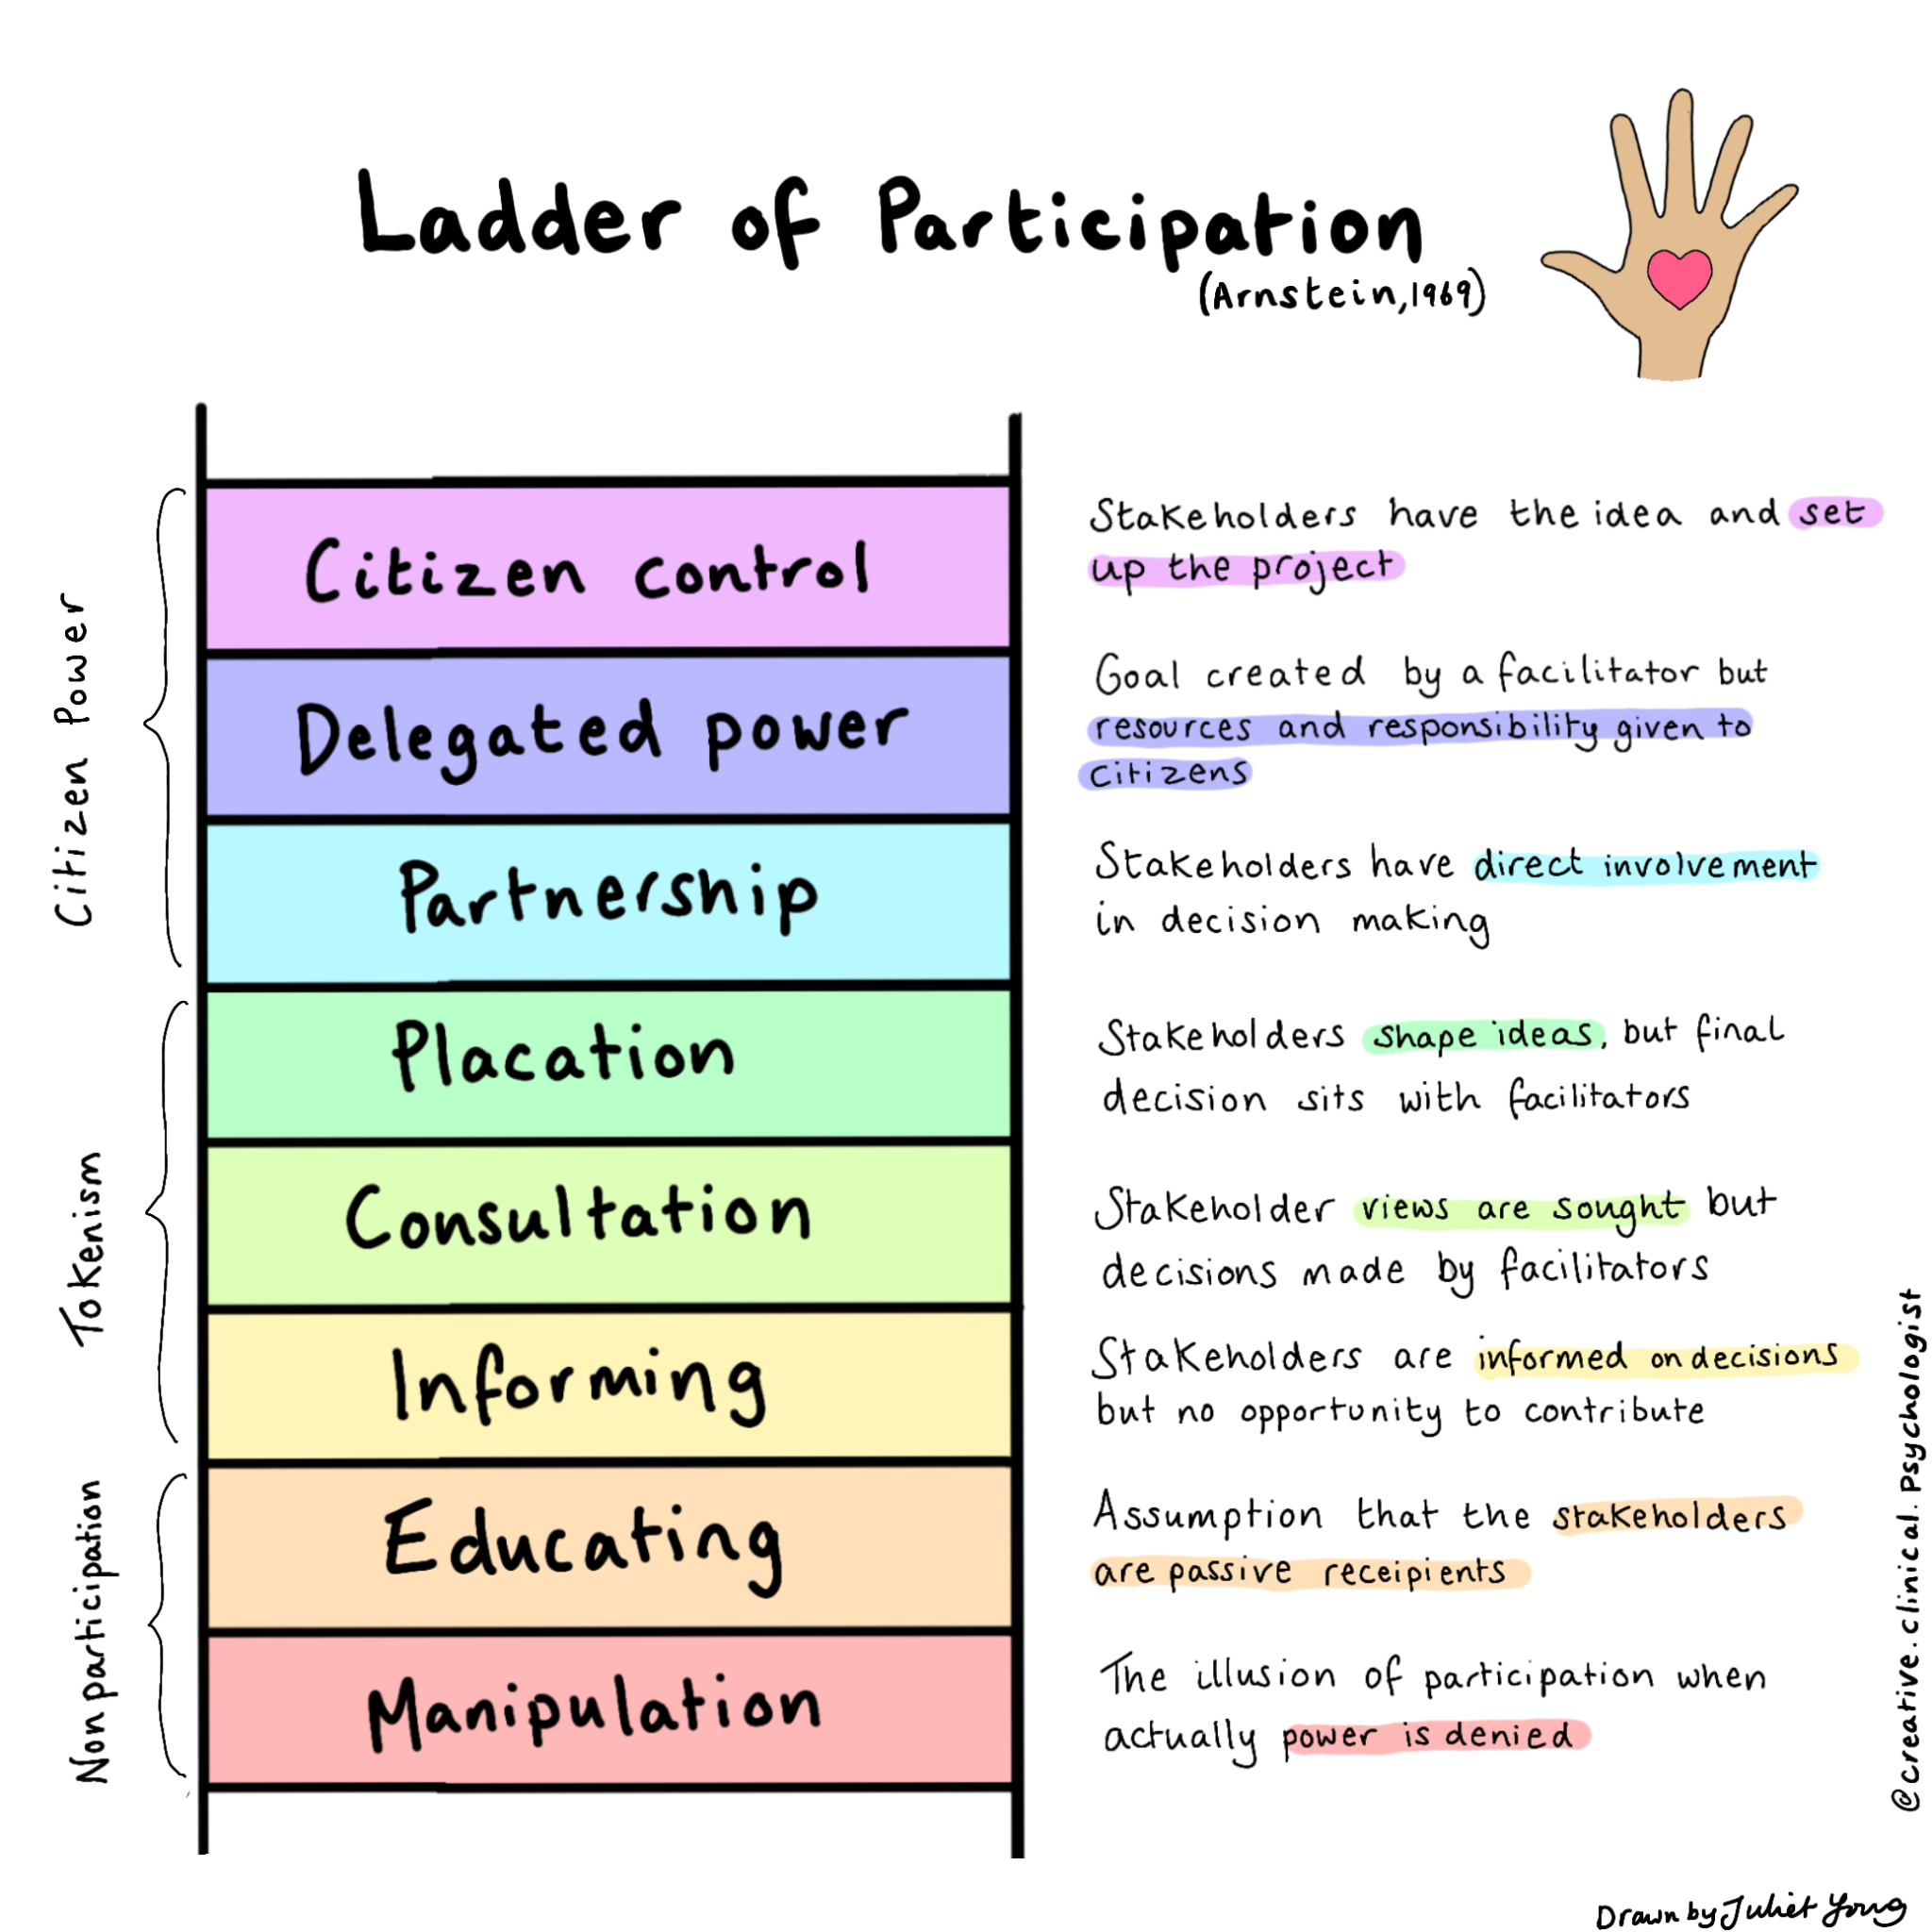 Ladder of Participation
(Arnstein, 1969)
Citizen Power
Citizen control
Stakeholders have the idea and set
up the project
Delegated power
Goal created by a facilitator but
resources and responsibility given to
citizens
Partnership
Stakeholders have direct involvement
in decision making
Tokenism
Placation
Stakeholders shape ideas, but final
decision sits with facilitators
Consultation
Stakeholder views are sought but
decisions made by facilitators
Informing
Stakeholders are informed on decisions
but no opportunity to contribute
Nonparticipation
Educating
Assumption that the stakeholders
are passive receipients
Manipulation
The illusion of participation when
actually power is denied
@creative.clinical.psychologist
Drawn by Juliet Young